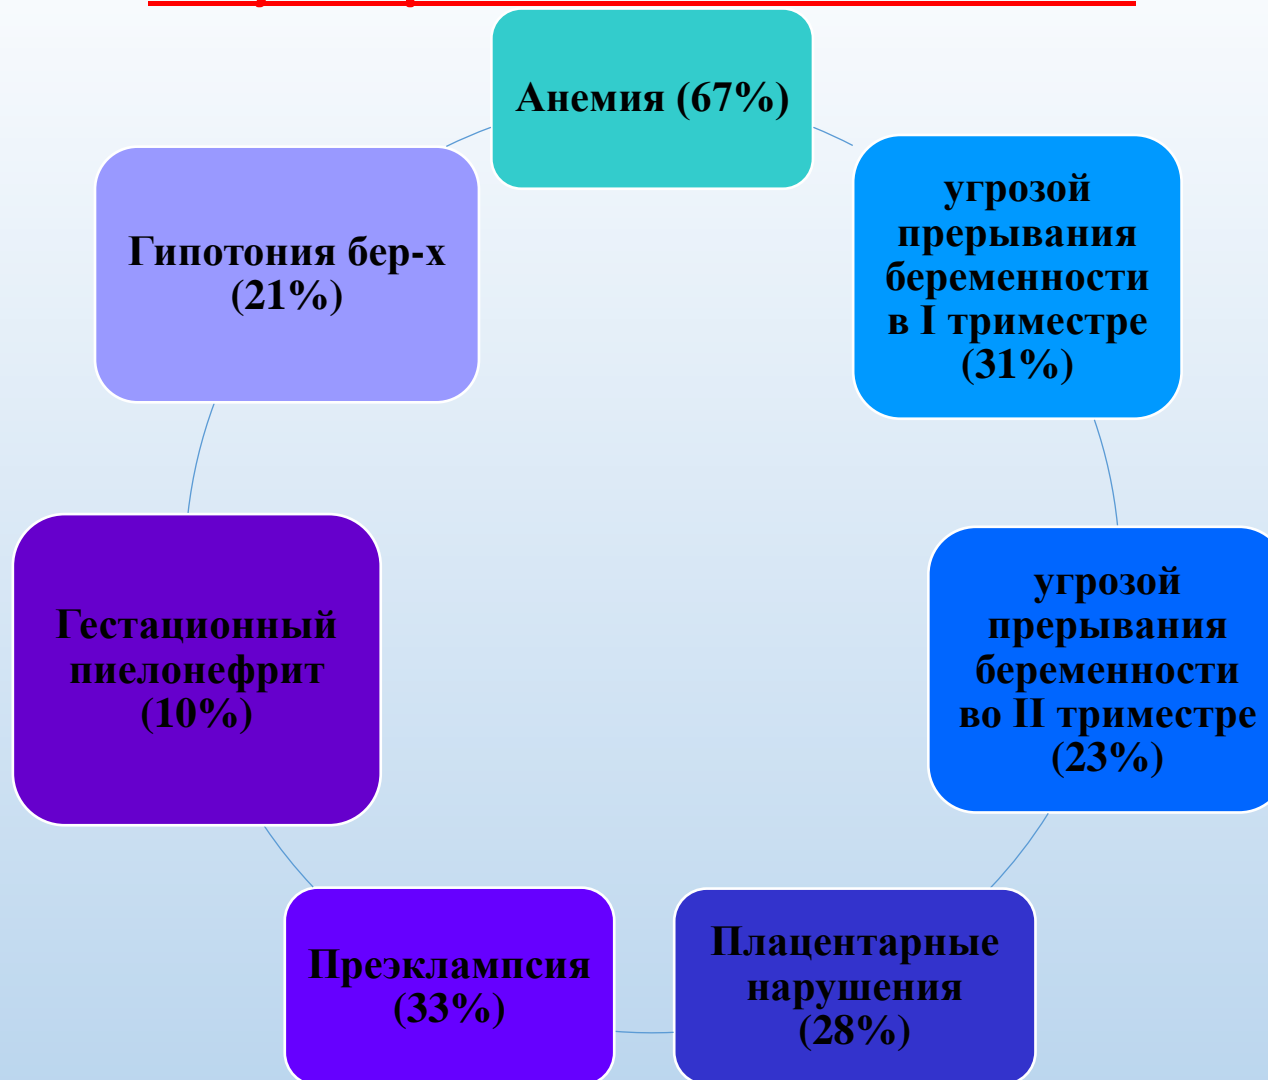 Анемия (67%)
угрозой
прерывания
беременности
в I триместре
(31%)
угрозой
прерывания
беременности
во II триместре
(23%)
Плацентарные
нарушения
(28%)
Преэклампсия
(33%)
Гестационный
пиелонефрит
(10%)
Гипотония бер-х
(21%)